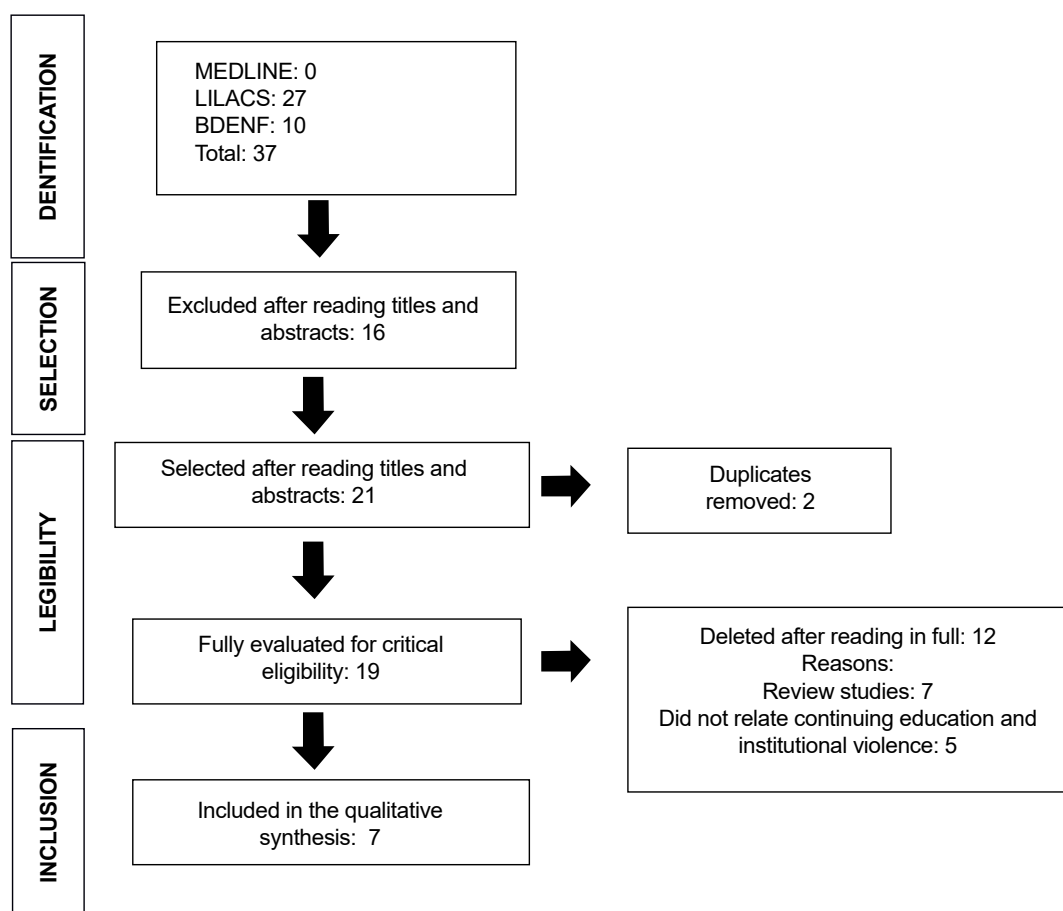 DENTIFICATION
MEDLINE: 0
LILACS: 27
BDENF: 10
Total: 37
SELECTION
Excluded after reading titles and
abstracts: 16
LEGIBILITY
Selected after reading titles and
abstracts: 21
Duplicates
removed: 2
Fully evaluated for critical
eligibility: 19
Deleted after reading in full: 12
Reasons:
Review studies: 7
Did not relate continuing education and
institutional violence: 5
INCLUSION
Included in the qualitative
synthesis: 7